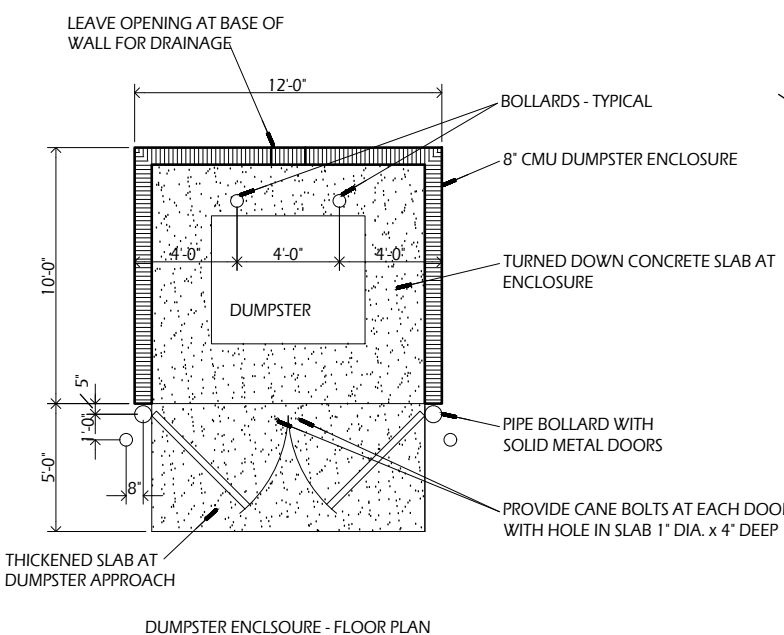 LEAVE OPENING AT BASE OF
WALL FOR DRAINAGE
12'-0"
BOLLARDS - TYPICAL
8" CMU DUMPSTER ENCLOSURE
4'-0"
4'-0"
4'-0"
TURNED DOWN CONCRETE SLAB AT
ENCLOSURE
10'-0"
DUMPSTER
5"
1'-0"
PIPE BOLLARD WITH
SOLID METAL DOORS
5'-0"
8"
PROVIDE CANE BOLTS AT EACH DOOR
WITH HOLE IN SLAB 1" DIA. x 4" DEEP
THICKENED SLAB AT
DUMPSTER APPROACH
DUMPSTER ENCLSOURE - FLOOR PLAN